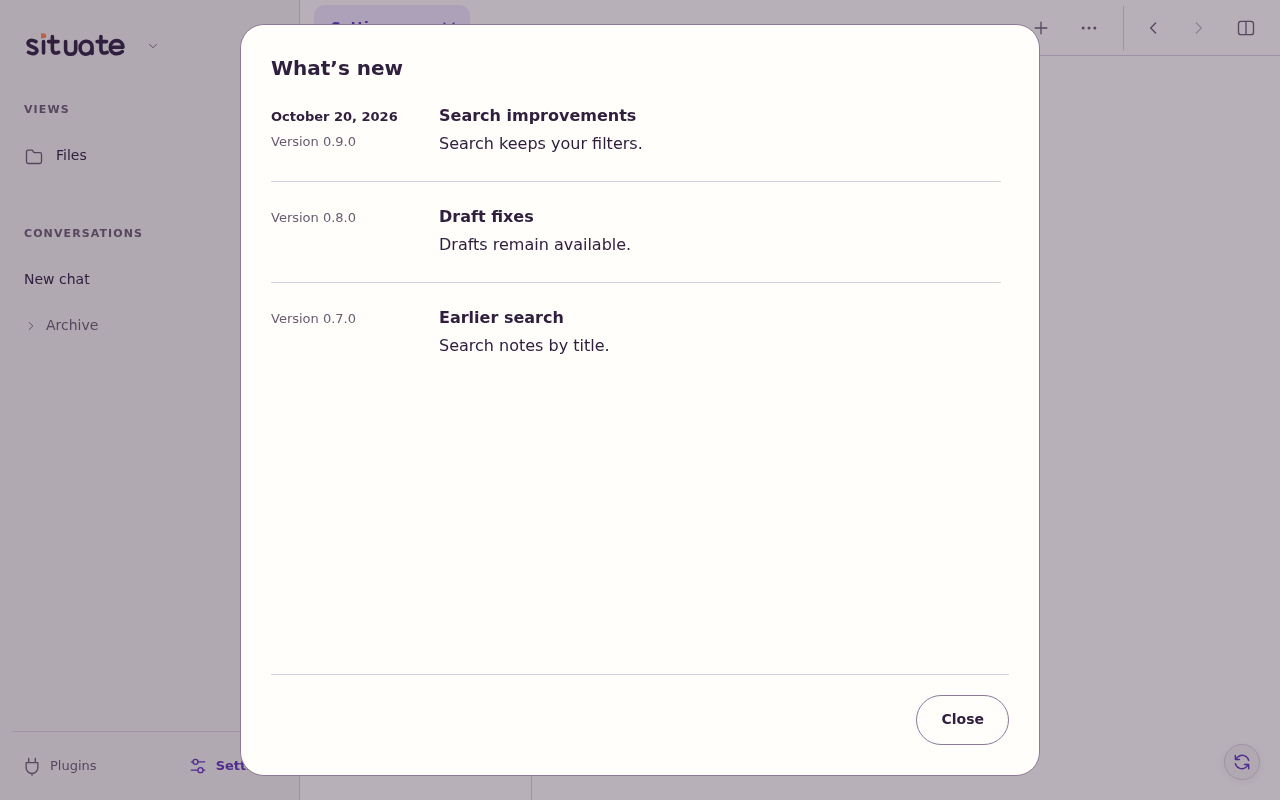 situate
VIEWS
Files
CONVERSATIONS
New chat
Archive
Plugins
What’s new
October 20, 2026
Version 0.9.0
Search improvements
Search keeps your filters.
Version 0.8.0
Draft fixes
Drafts remain available.
Version 0.7.0
Earlier search
Search notes by title.
Close